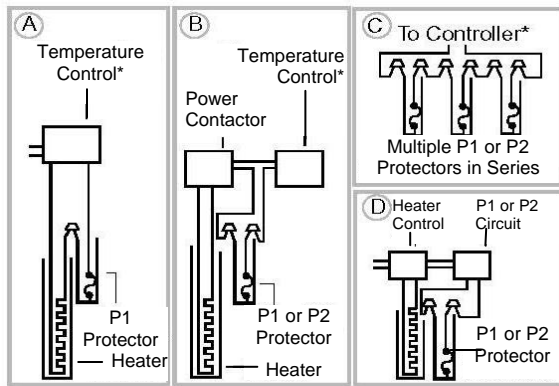 A
Temperature
Control*
P1
Protector
Heater
B
Temperature
Control*
Power
Contactor
P1 or P2
Protector
Heater
C
To Controller*
Multiple P1 or P2
Protectors in Series
D
Heater
Control
P1 or P2
Circuit
P1 or P2
Protector